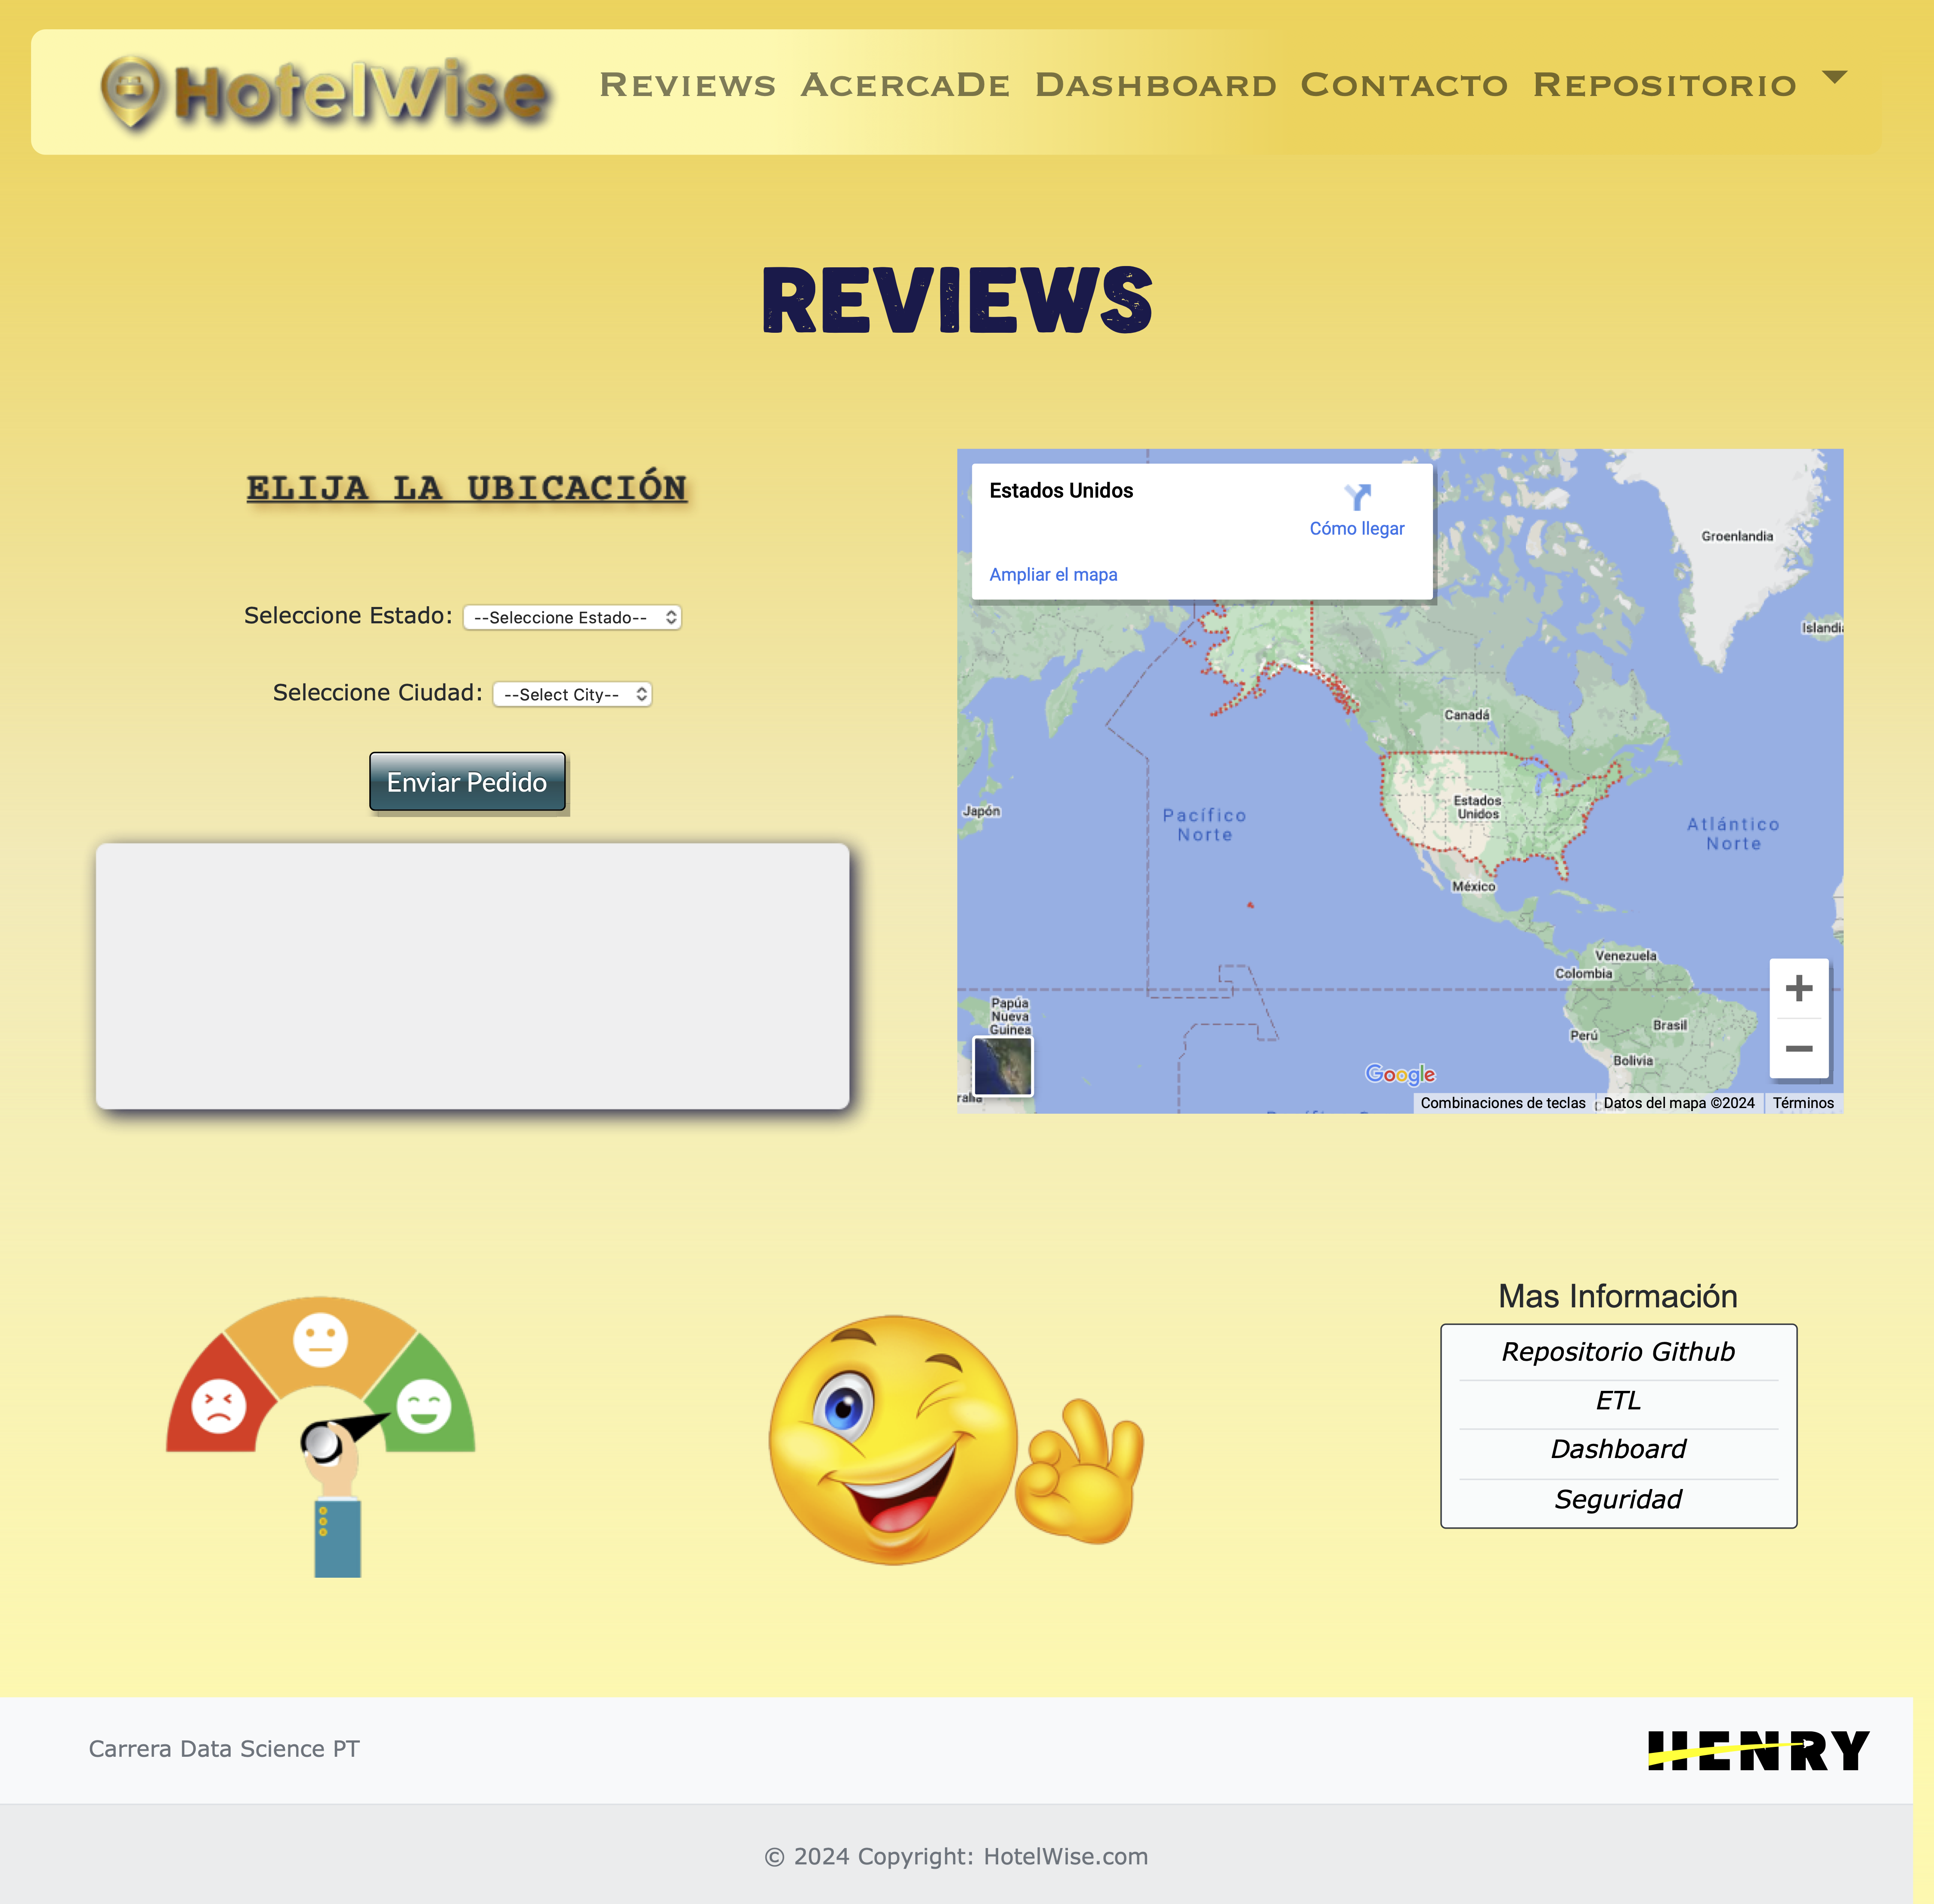 HotelWise
Reviews AcercaDe Dashboard Contacto Repositorio
REVIEWS
ELIJA LA UBICACIÓN
Seleccione Estado: --Seleccione Estado--
Seleccione Ciudad: --Select City--
Enviar Pedido
Estados Unidos
Cómo llegar
Ampliar el mapa
Groenlandia
Islandia
Canadá
Japón
Estados
Unidos
Pacífico
Norte
Atlántico
Norte
México
Venezuela
Colombia
Papúa
Nueva
Guinea
Perú
Brasil
Bolivia
Google
Combinaciones de teclas
Datos del mapa ©2024
Términos
Mas Información
Repositorio Github
ETL
Dashboard
Seguridad
Carrera Data Science PT
HENRY
© 2024 Copyright: HotelWise.com